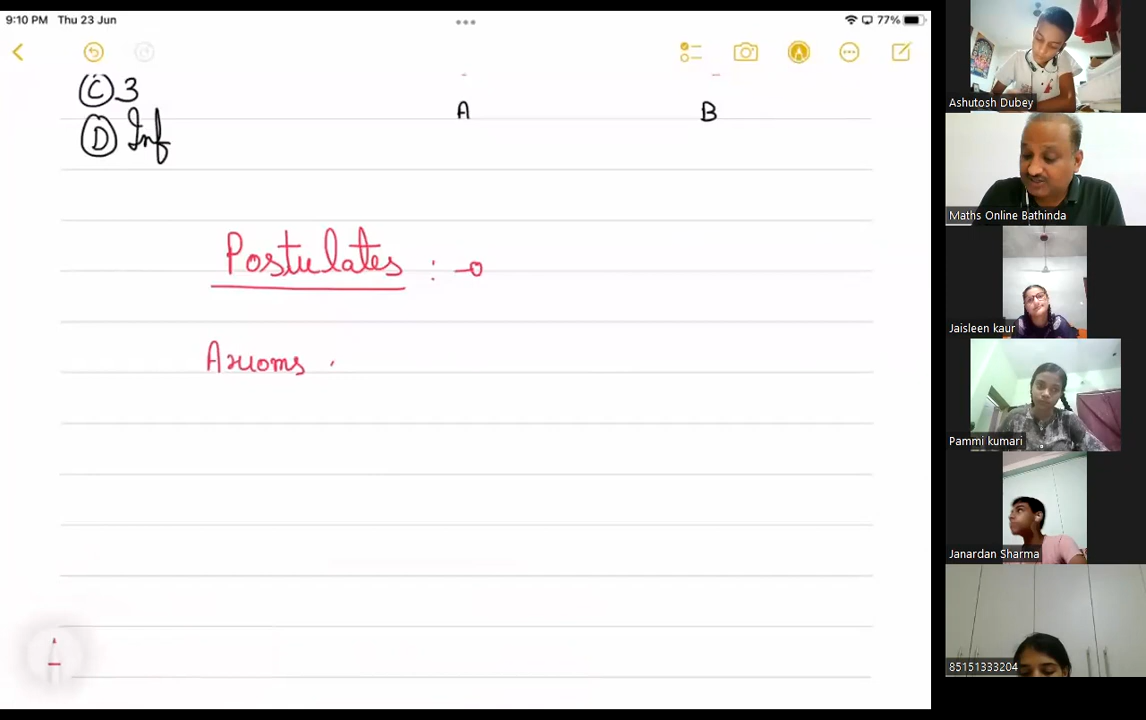 9:10 PM Thu 23 Jun
77%
(C) 3
(D) Inf
A B
Postulates :-
Axioms
Ashutosh Dubey
Maths Online Bathinda
Jaisleen kaur
Pammi kumari
Janardan Sharma
85151333204